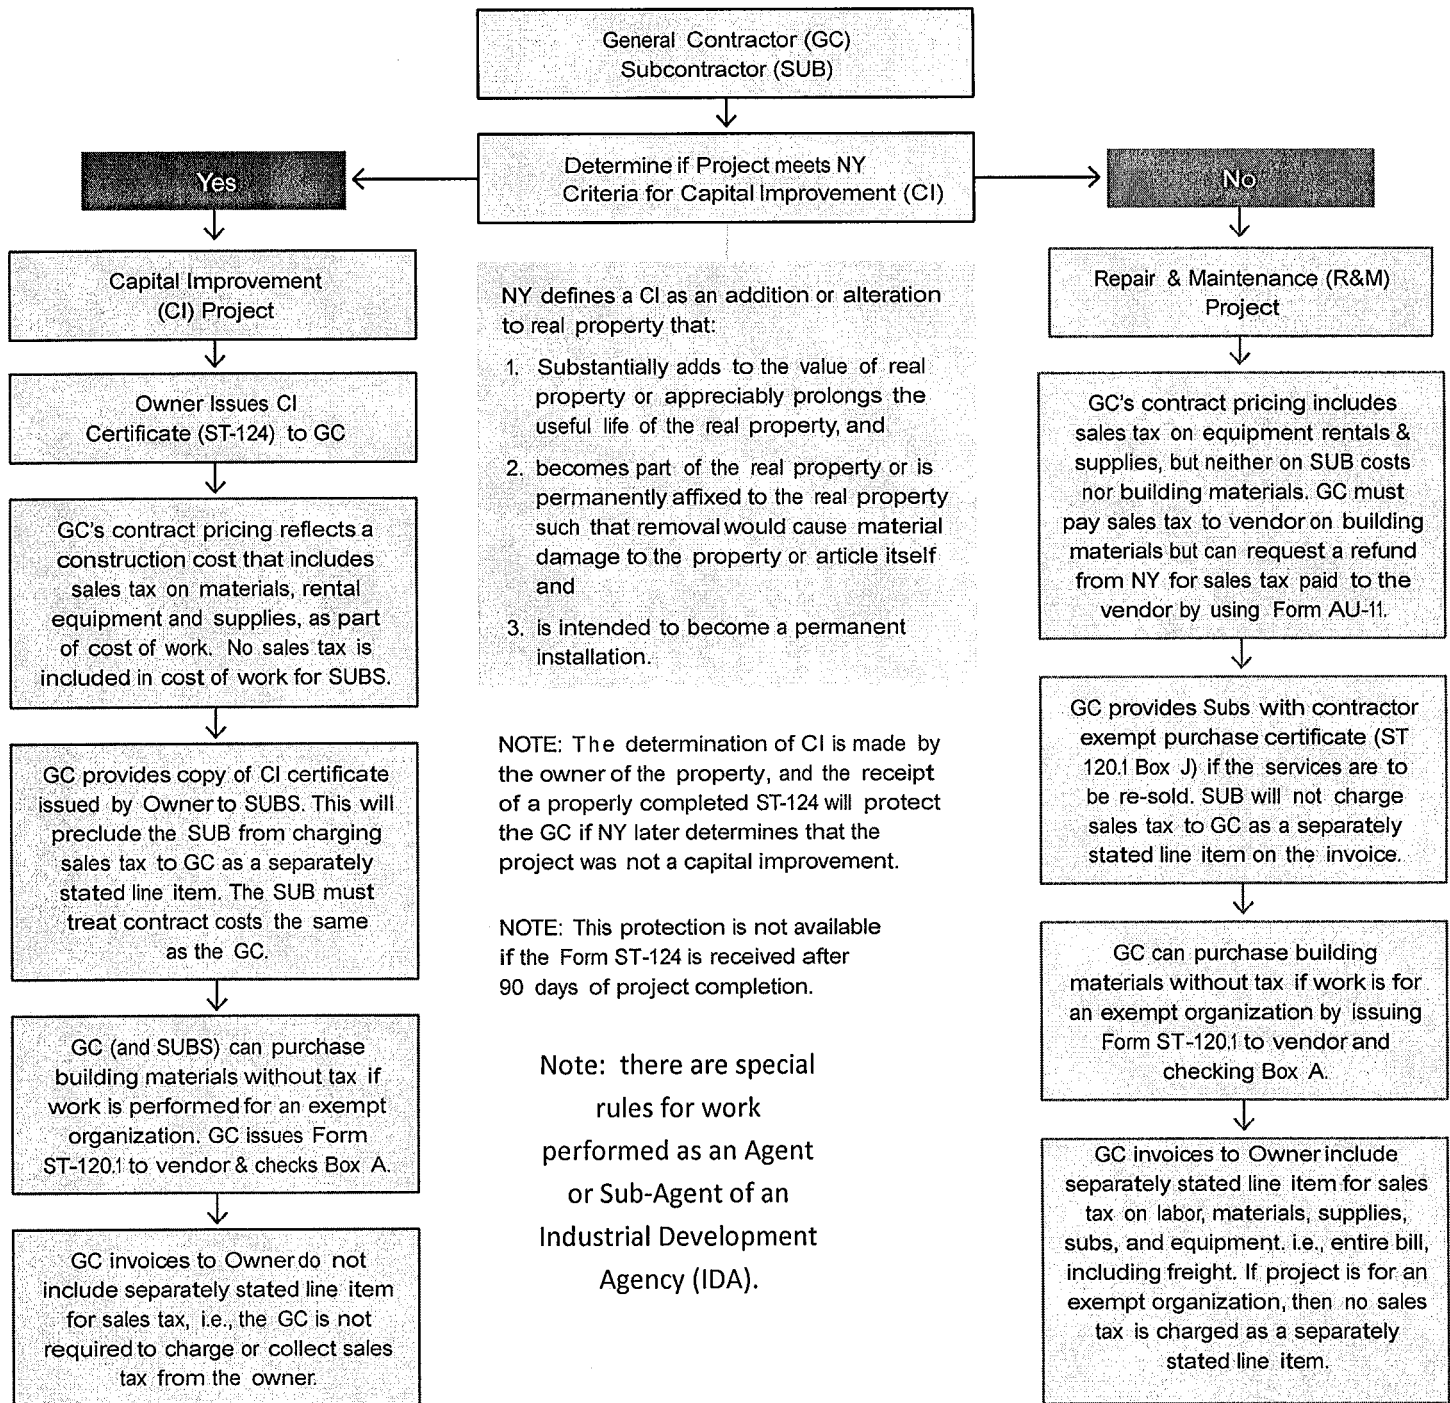 General Contractor (GC)
Subcontractor (SUB)
Determine if Project meets NY
Criteria for Capital Improvement (CI)
Yes
Capital Improvement
(CI) Project
Owner Issues CI
Certificate (ST-124) to GC
GC's contract pricing reflects a
construction cost that includes
sales tax on materials, rental
equipment and supplies, as part
of cost of work. No sales tax is
included in cost of work for SUBS.
GC provides copy of CI certificate
issued by Owner to SUBS. This will
preclude the SUB from charging
sales tax to GC as a separately
stated line item. The SUB must
treat contract costs the same
as the GC.
GC (and SUBS) can purchase
building materials without tax if
work is performed for an exempt
organization. GC issues Form
ST-120.1 to vendor & checks Box A.
GC invoices to Owner do not
include separately stated line item
for sales tax, i.e., the GC is not
required to charge or collect sales
tax from the owner.
NY defines a CI as an addition or alteration
to real property that:
1. Substantially adds to the value of real
property or appreciably prolongs the
useful life of the real property, and
2. becomes part of the real property or is
permanently affixed to the real property
such that removal would cause material
damage to the property or article itself
and
3. is intended to become a permanent
installation.
NOTE: The determination of CI is made by
the owner of the property, and the receipt
of a properly completed ST-124 will protect
the GC if NY later determines that the
project was not a capital improvement.
NOTE: This protection is not available
if the Form ST-124 is received after
90 days of project completion.
Note: there are special
rules for work
performed as an Agent
or Sub-Agent of an
Industrial Development
Agency (IDA).
No
Repair & Maintenance (R&M)
Project
GC's contract pricing includes
sales tax on equipment rentals &
supplies, but neither on SUB costs
nor building materials. GC must
pay sales tax to vendor on building
materials but can request a refund
from NY for sales tax paid to the
vendor by using Form AU-11.
GC provides Subs with contractor
exempt purchase certificate (ST
120.1 Box J) if the services are to
be re-sold. SUB will not charge
sales tax to GC as a separately
stated line item on the invoice.
GC can purchase building
materials without tax if work is for
an exempt organization by issuing
Form ST-120.1 to vendor and
checking Box A.
GC invoices to Owner include
separately stated line item for sales
tax on labor, materials, supplies,
subs, and equipment. i.e., entire bill,
including freight. If project is for an
exempt organization, then no sales
tax is charged as a separately
stated line item.